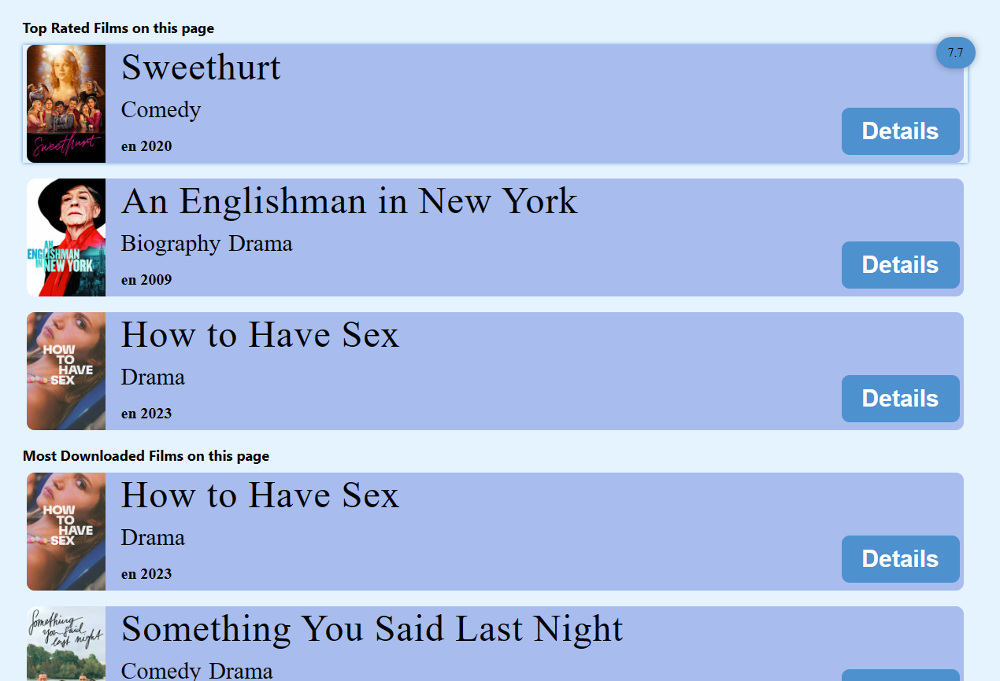 Top Rated Films on this page
7.7
Sweethurt
Comedy
en 2020
Details
Sweethurt
An Englishman in New York
Biography Drama
en 2009
Details
AN
ENGLISHMAN
IN NEW YORK
How to Have Sex
Drama
en 2023
Details
HOW
TO
HAVE
SEX
Most Downloaded Films on this page
How to Have Sex
Drama
en 2023
Details
HOW
TO
HAVE
SEX
Something You Said Last Night
Comedy Drama
Something
you said
last night